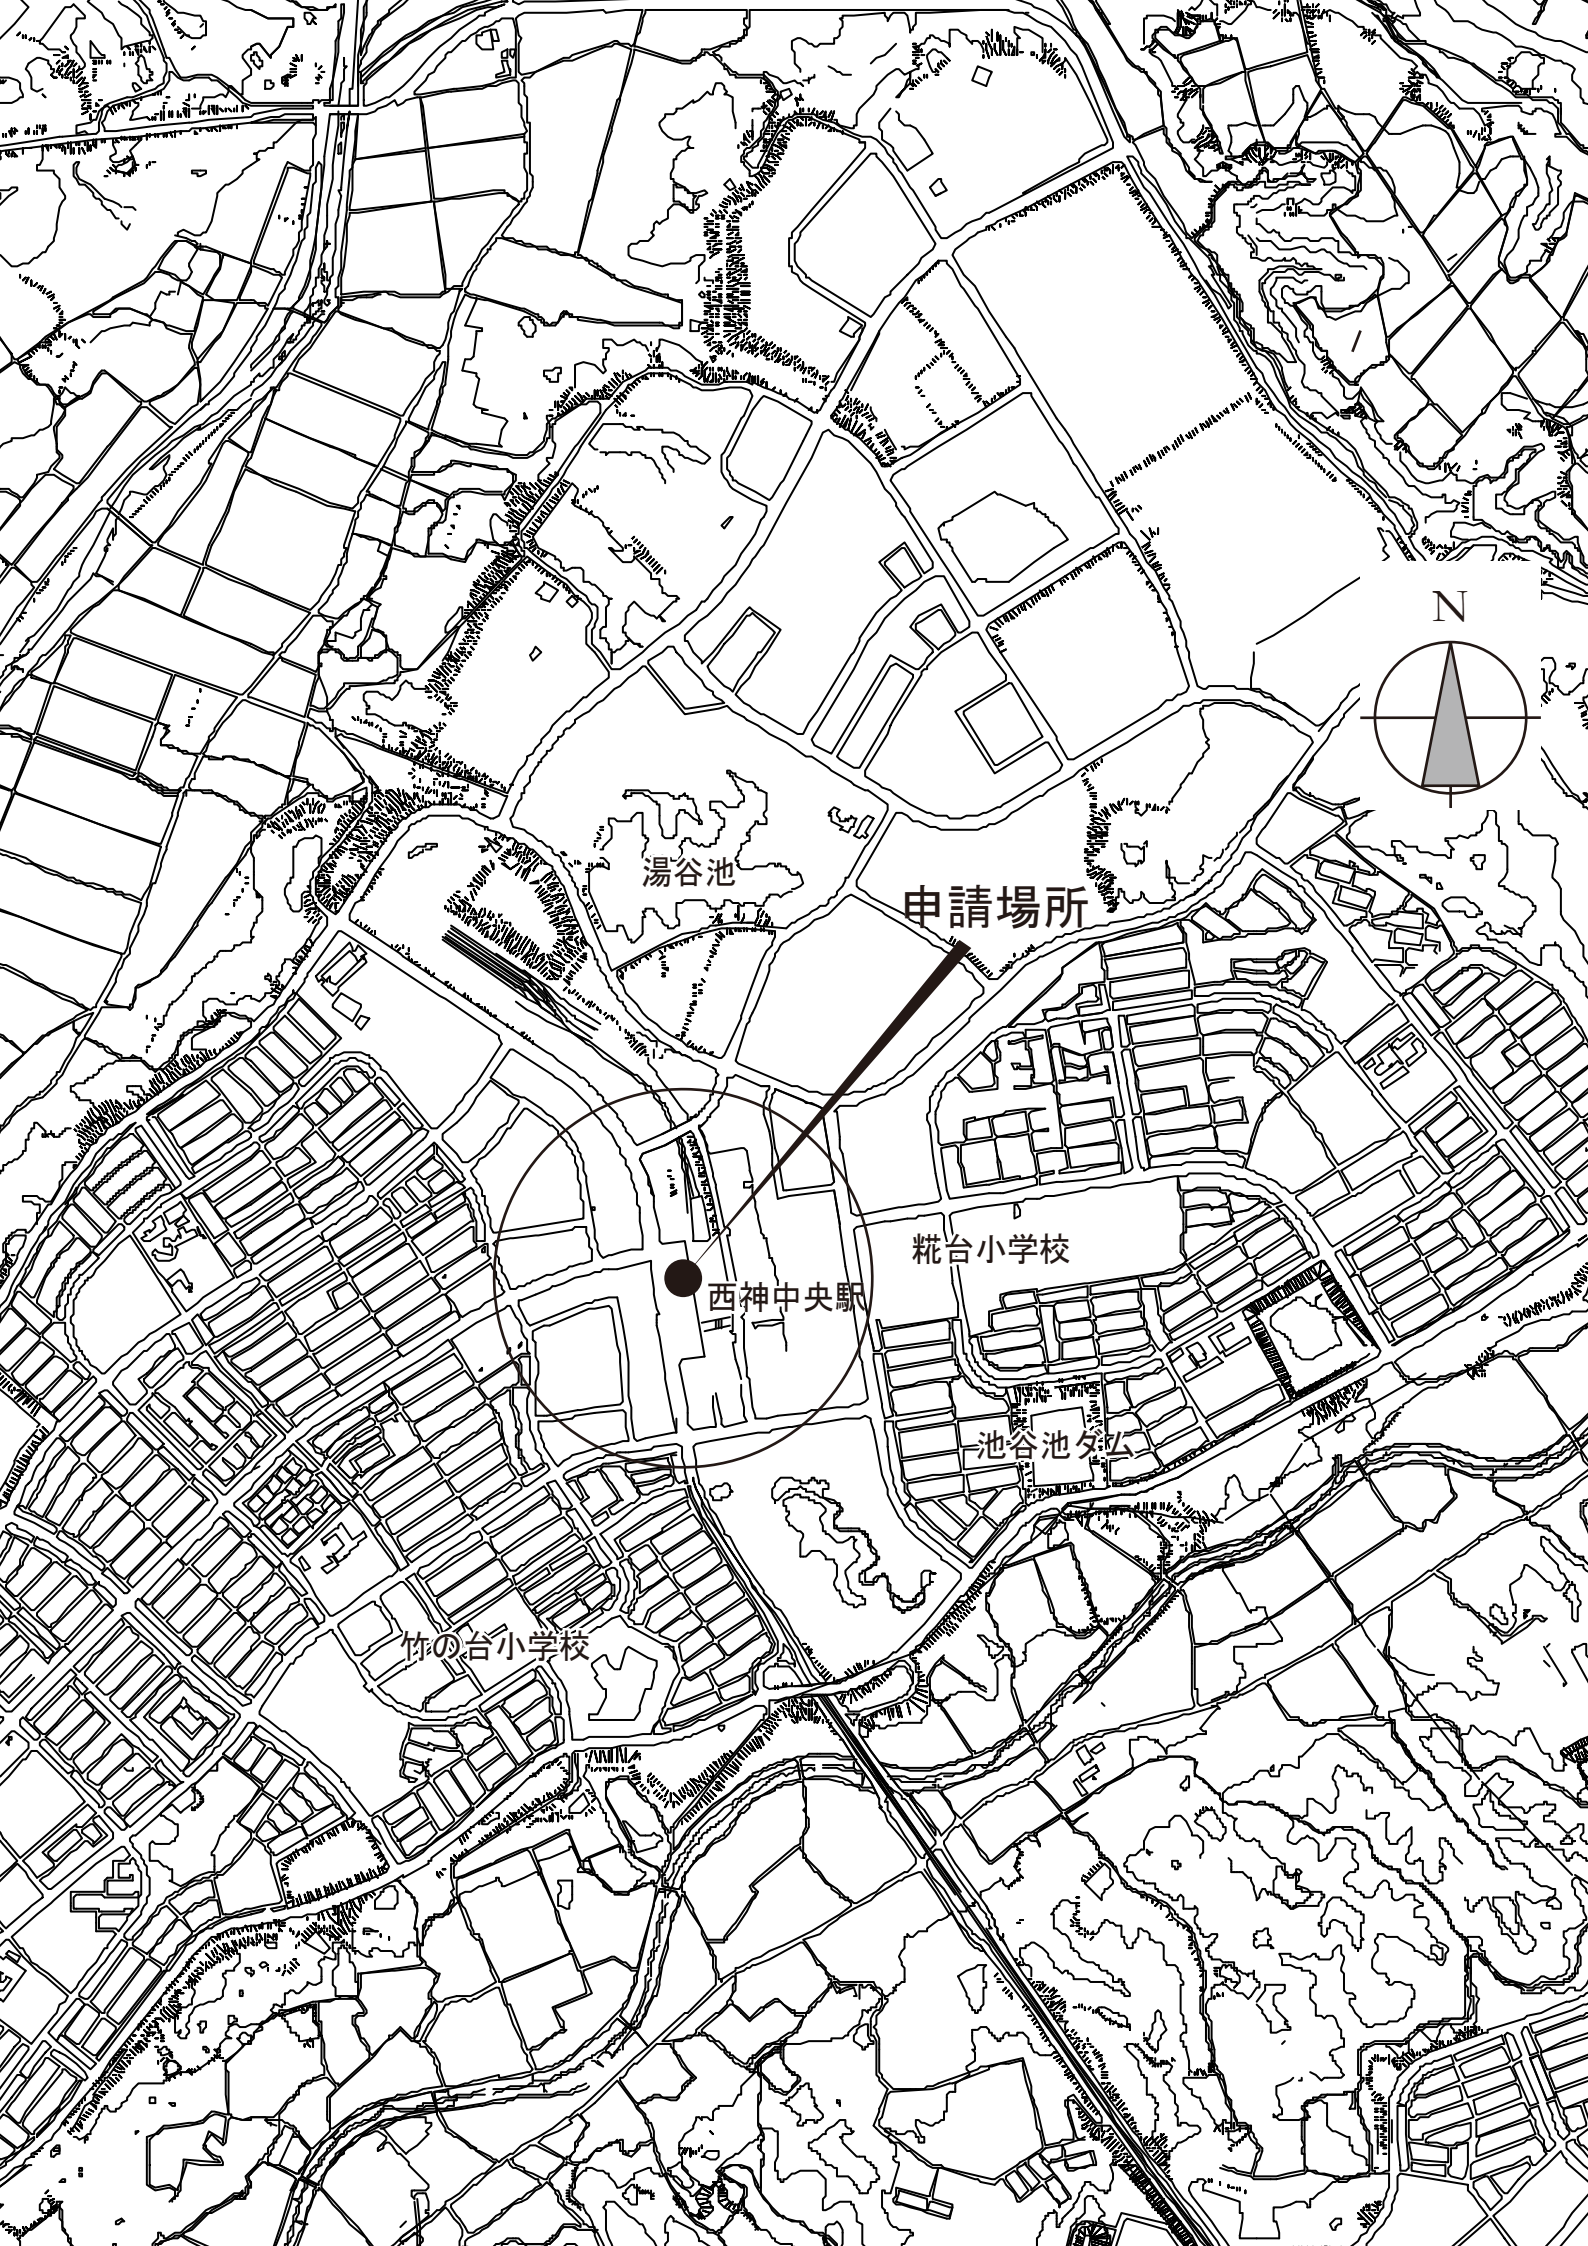 N
湯谷池
申請場所
糀台小学校
西神中央駅
池谷池ダム
竹の台小学校